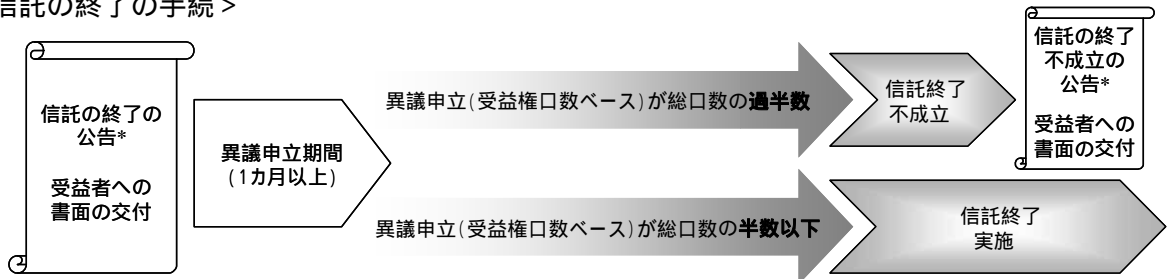 信託の終了の手続>
信託の終了の
公告*
受益者への
書面の交付
異議申立期間
(1カ月以上)
異議申立(受益権口数ベース)が総口数の過半数
信託終了
不成立
信託の終了
不成立の
公告*
受益者への
書面の交付
異議申立(受益権口数ベース)が総口数の半数以下
信託終了
実施